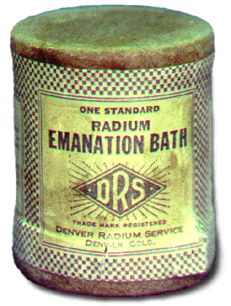 ONE STANDARD
RADIUM
EMANATION BATH
DRS
TRADE MARK REGISTERED
DENVER RADIUM SERVICE
DENVER, COLO.